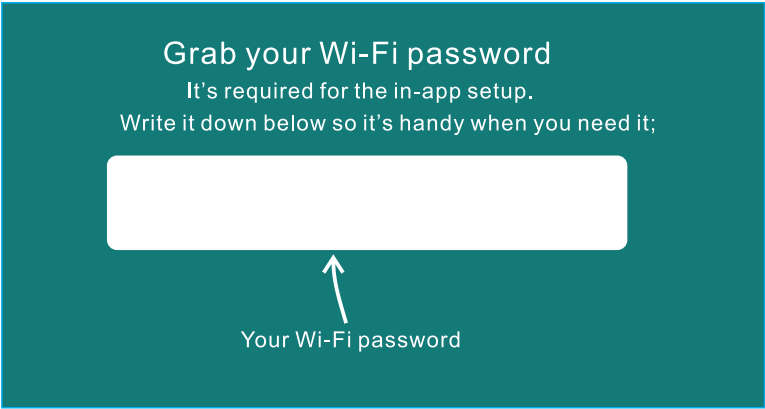 Grab your Wi-Fi password
It’s required for the in-app setup.
Write it down below so it’s handy when you need it;
Your Wi-Fi password